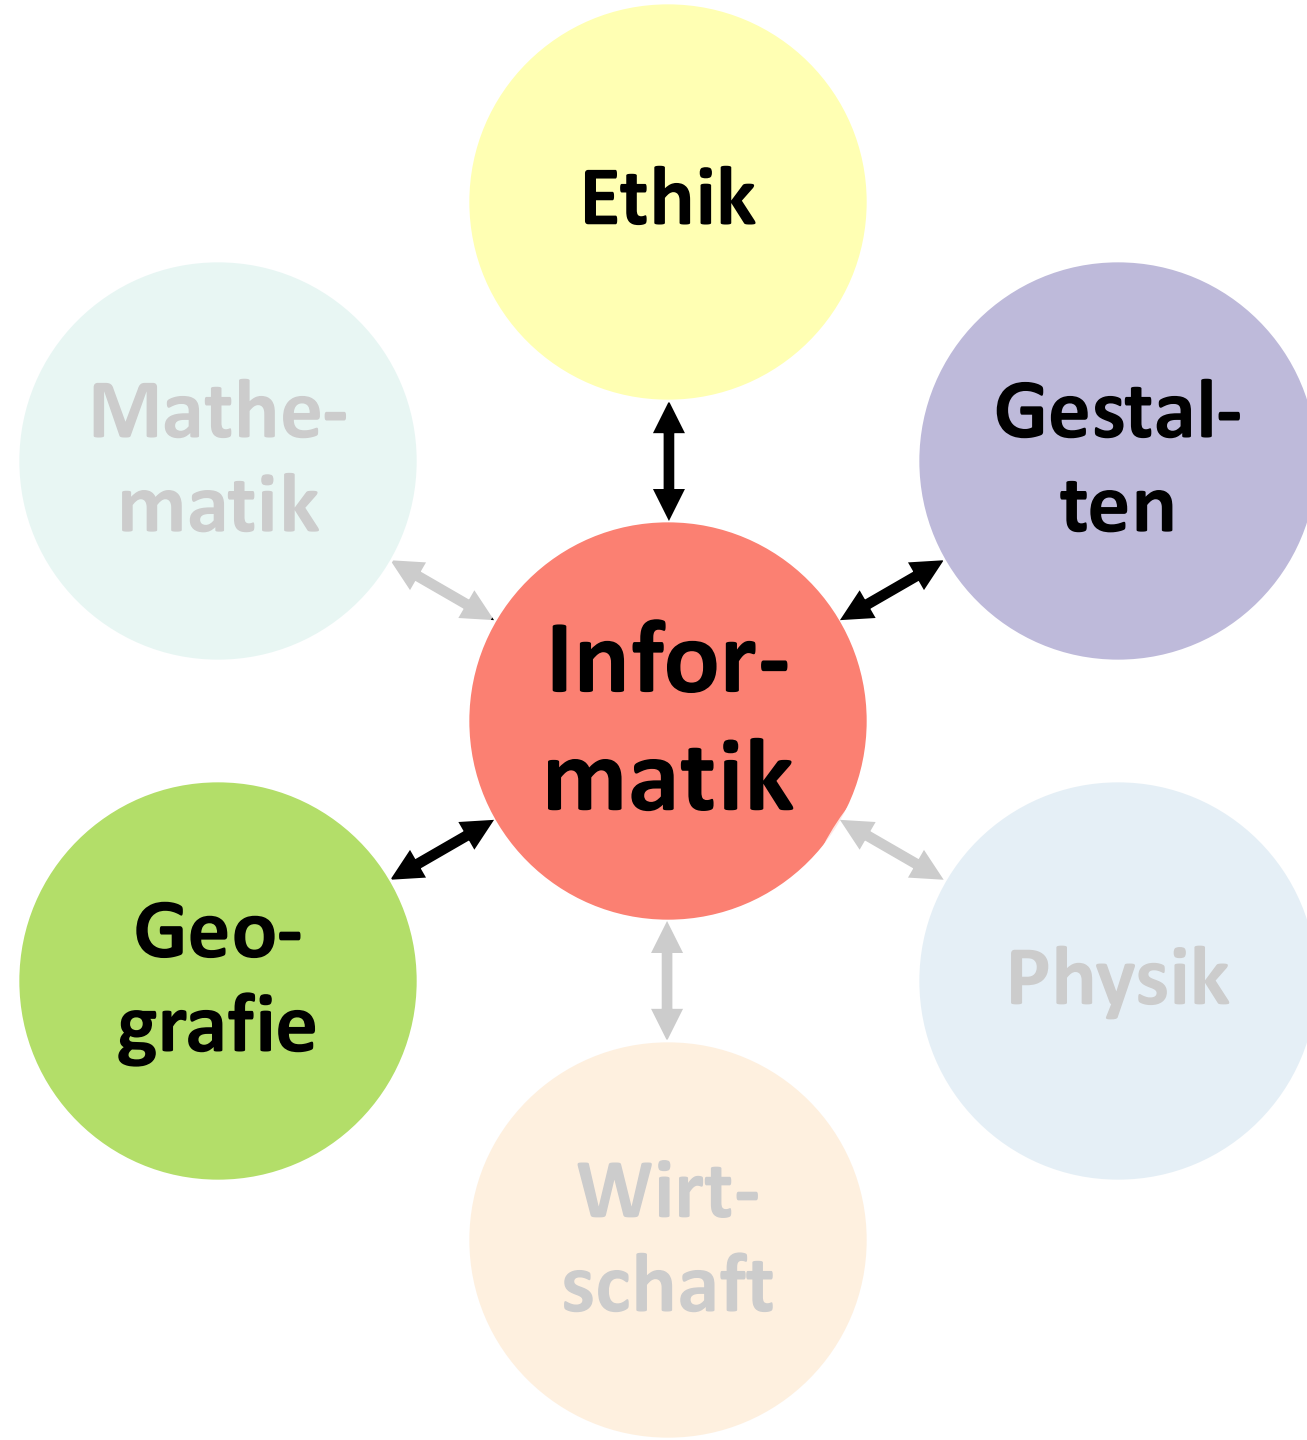 Ethik
Mathe-
matik
Gestal-
ten
Infor-
matik
Geo-
grafie
Physik
Wirt-
schaft